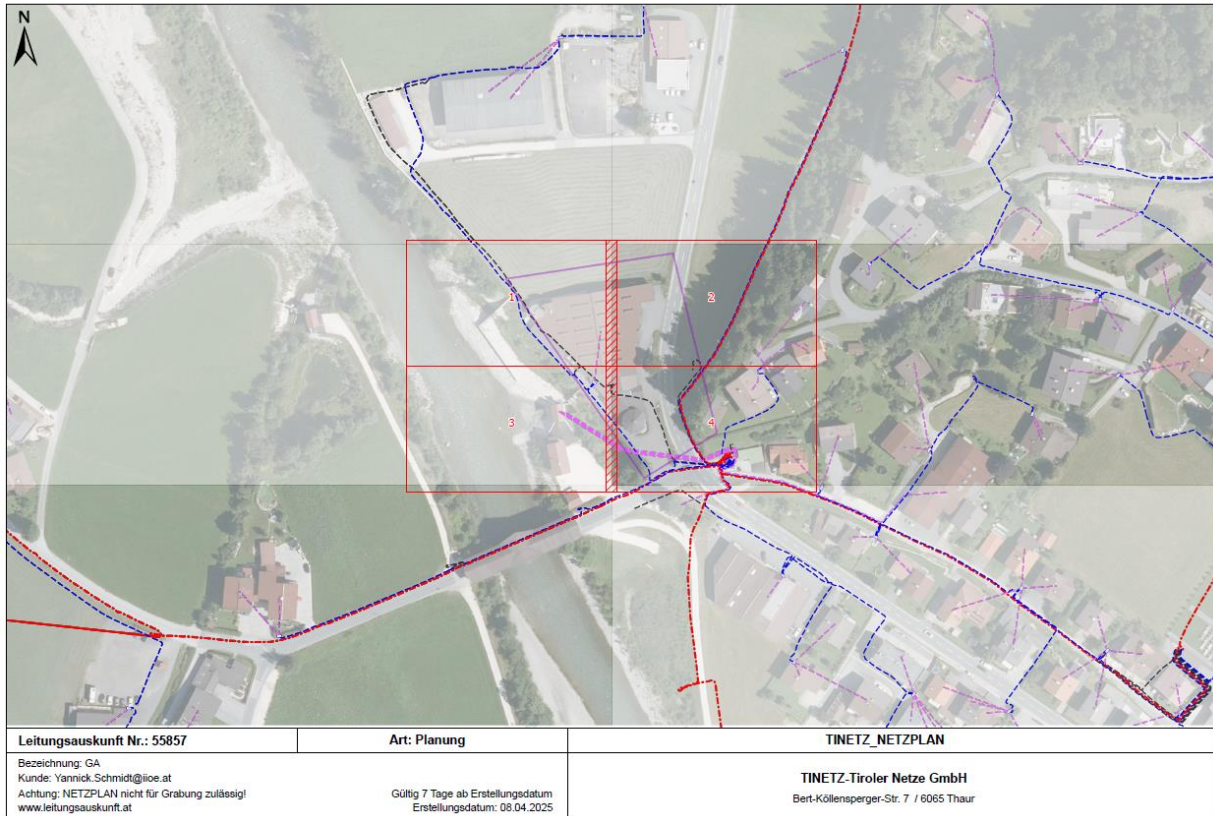 N
1
2
3
4
Leitungsauskunft Nr.: 55857
Art: Planung
TINETZ_NETZPLAN
Bezeichnung: GA
Kunde: Yannick.Schmidt@iioe.at
Achtung: NETZPLAN nicht für Grabung zulässig!
www.leitungsauskunft.at
Gültig 7 Tage ab Erstellungsdatum
Erstellungsdatum: 08.04.2025
TINETZ-Tiroler Netze GmbH
Bert-Köllensperger-Str. 7 / 6065 Thaur